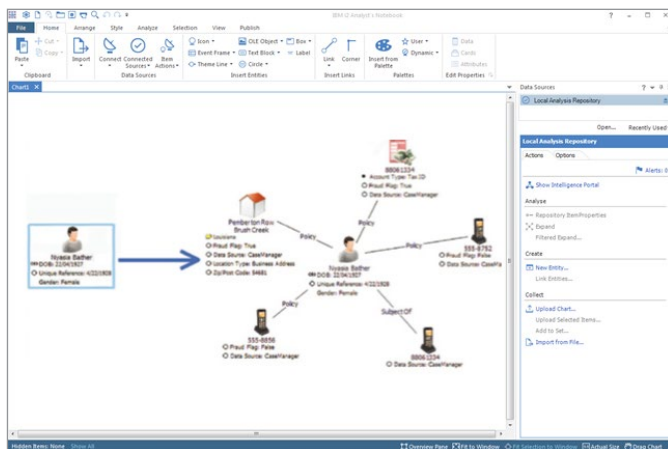 IBM i2 Analyst's Notebook
File Home Arrange Style Analyze Selection View Publish
Paste
Cut
Copy
Clipboard
Import
Connect
Connected Sources
Item Actions
Data Sources
Icon
Event Frame
Theme Line
OLE Object
Text Block
Circle
Box
Label
Insert Entities
Link
Corner
Insert Links
Insert from Palette
User
Dynamic
Palettes
Data
Cards
Attributes
Edit Properties
Chart1
Nyasia Bather
DOB: 22/04/1927
Unique Reference: 4/22/1928
Gender: Female
Pemberton Row
Brush Creek
Louisiana
Fraud Flag: True
Data Source: CaseManager
Location Type: Business Address
Zip/Post Code: 54681
Policy
88061234
Account Type: Tax ID
Fraud Flag: True
Data Source: CaseManager
Policy
Nyasia Bather
DOB: 22/04/1927
Unique Reference: 4/22/1928
Gender: Female
Policy
555-8752
Fraud Flag: False
Data Source: CaseManager
Policy
555-8856
Fraud Flag: False
Data Source: CaseManager
Subject Of
88061234
Data Source: CaseManager
Data Sources
Local Analysis Repository
Open... Recently Used
Local Analysis Repository
Actions Options
Alerts: 0
Show Intelligence Portal
Analyse
Repository ItemProperties
Expand
Filtered Expand...
Create
New Entity...
Link Entities...
Collect
Upload Chart...
Upload Selected Items...
Add to Set...
Import from File...
Hidden Items: None Show All
Overview Pane Fit to Window Fit Selection to Window Actual Size Drag Chart